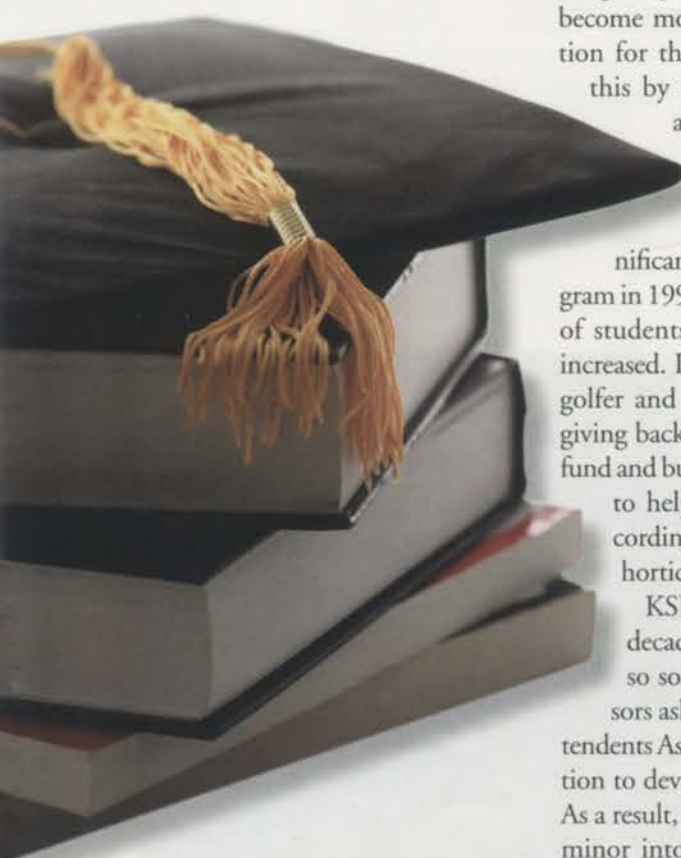 become mo
tion for th
this by
a
nifican
gram in 199
of students
increased. I
golfer and
giving back
fund and bu
to hel
cordin
hortic
KS
decad
so so
sors as
tendents As
tion to dev
As a result,
minor into